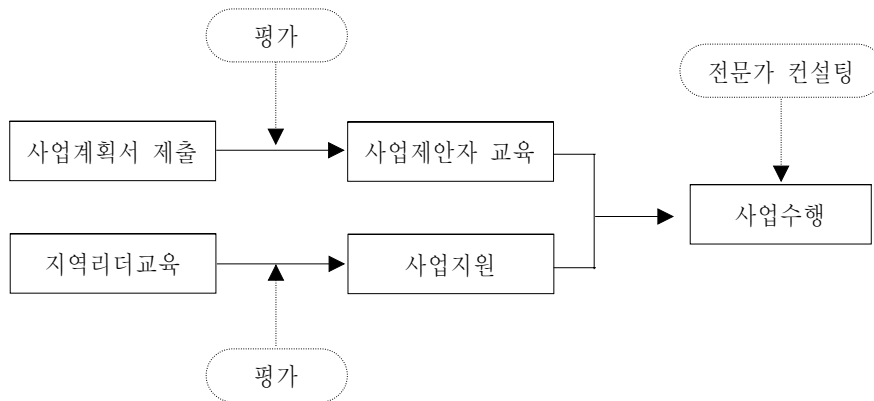 평가
전문가 컨설팅
사업계획서 제출
사업제안자 교육
사업수행
지역리더교육
사업지원
평가